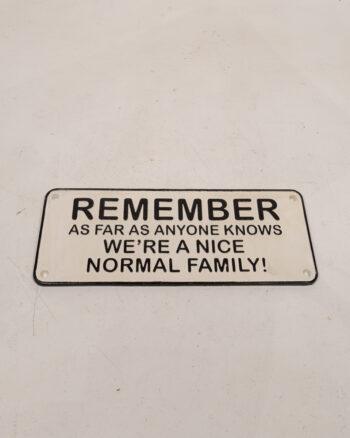 REMEMBER
AS FAR AS ANYONE KNOWS
WE'RE A NICE
NORMAL FAMILY!